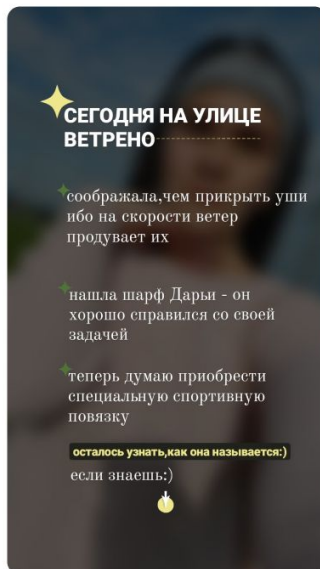 СЕГОДНЯ НА УЛИЦЕ
ВЕТРЕНО
соображала,чем прикрыть уши
ибо на скорости ветер
продувает их
нашла шарф Дарьи - он
хорошо справился со своей
задачей
теперь думаю приобрести
специальную спортивную
повязку
осталось узнать,как она называется:)
если знаешь:)